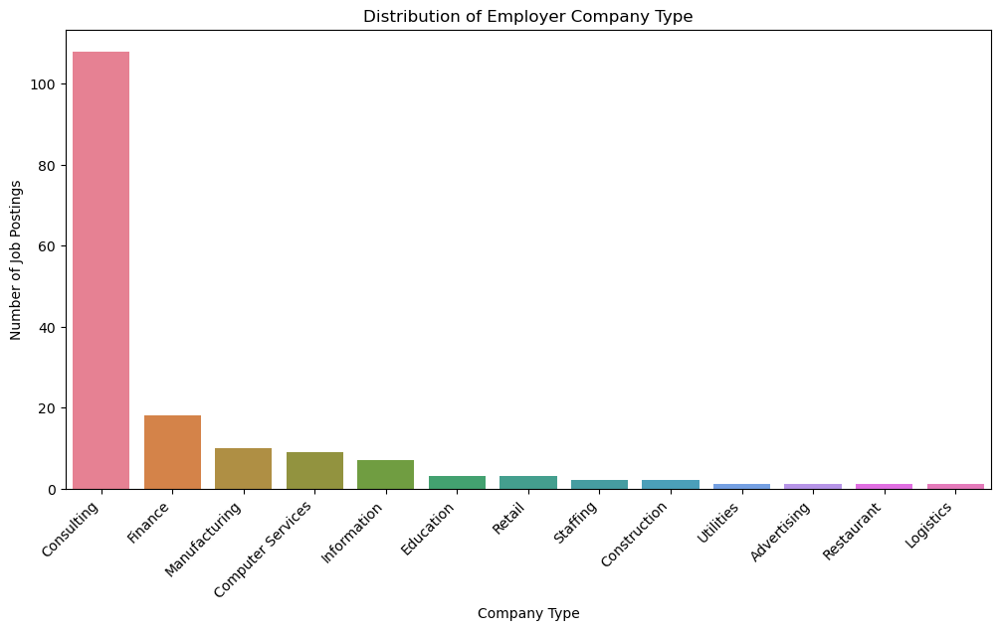 Distribution of Employer Company Type
Number of Job Postings
100
80
60
40
20
0
Consulting
Finance
Manufacturing
Computer Services
Information
Education
Retail
Staffing
Construction
Utilities
Advertising
Restaurant
Logistics
Company Type